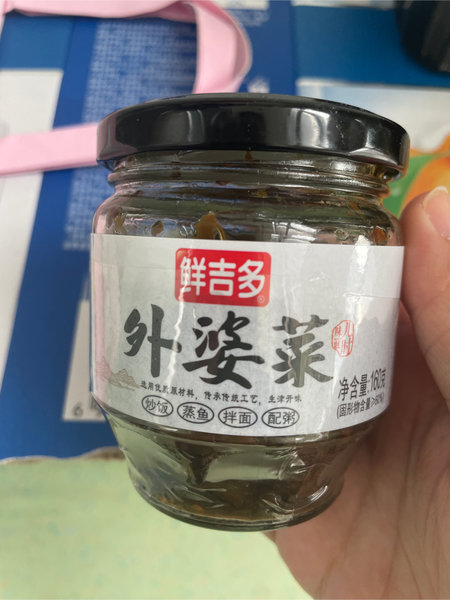 鲜吉多®
外婆菜
选用优质原材料，传承传统工艺，生津开味
炒饭 蒸鱼 拌面 配粥
净含量:160克